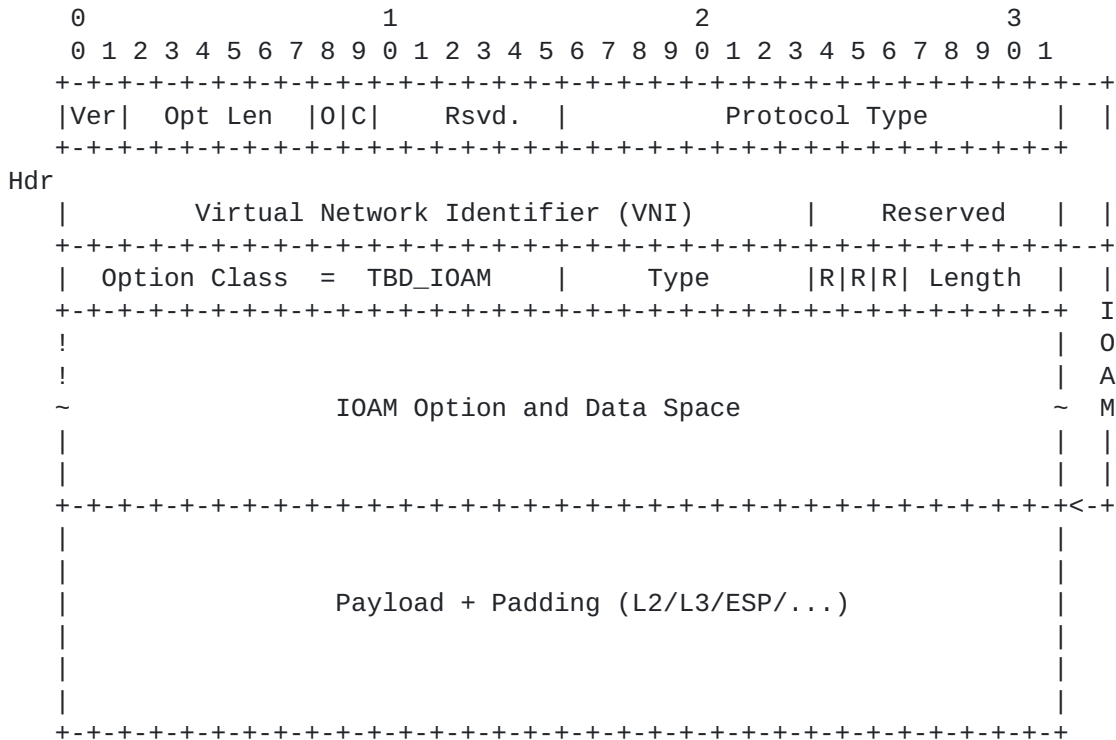 0                   1                   2                   3
     0 1 2 3 4 5 6 7 8 9 0 1 2 3 4 5 6 7 8 9 0 1 2 3 4 5 6 7 8 9 0 1
    +-+-+-+-+-+-+-+-+-+-+-+-+-+-+-+-+-+-+-+-+-+-+-+-+-+-+-+-+-+-+-+-+--+
    |Ver|  Opt Len  |O|C|    Rsvd.  |          Protocol Type        |  |
    +-+-+-+-+-+-+-+-+-+-+-+-+-+-+-+-+-+-+-+-+-+-+-+-+-+-+-+-+-+-+-+-+
 Hdr
    |        Virtual Network Identifier (VNI)       |    Reserved   |  |
    +-+-+-+-+-+-+-+-+-+-+-+-+-+-+-+-+-+-+-+-+-+-+-+-+-+-+-+-+-+-+-+-+--+
    |  Option Class  =  TBD_IOAM    |     Type      |R|R|R| Length  |  |
    +-+-+-+-+-+-+-+-+-+-+-+-+-+-+-+-+-+-+-+-+-+-+-+-+-+-+-+-+-+-+-+-+  I
    !                                                               |  O
    !                                                               |  A
    ~                 IOAM Option and Data Space                    ~  M
    |                                                               |  |
    |                                                               |  |
    +-+-+-+-+-+-+-+-+-+-+-+-+-+-+-+-+-+-+-+-+-+-+-+-+-+-+-+-+-+-+-+-+<-+
    |                                                               |
    |                                                               |
    |                 Payload + Padding (L2/L3/ESP/...)             |
    |                                                               |
    |                                                               |
    |                                                               |
    +-+-+-+-+-+-+-+-+-+-+-+-+-+-+-+-+-+-+-+-+-+-+-+-+-+-+-+-+-+-+-+-+